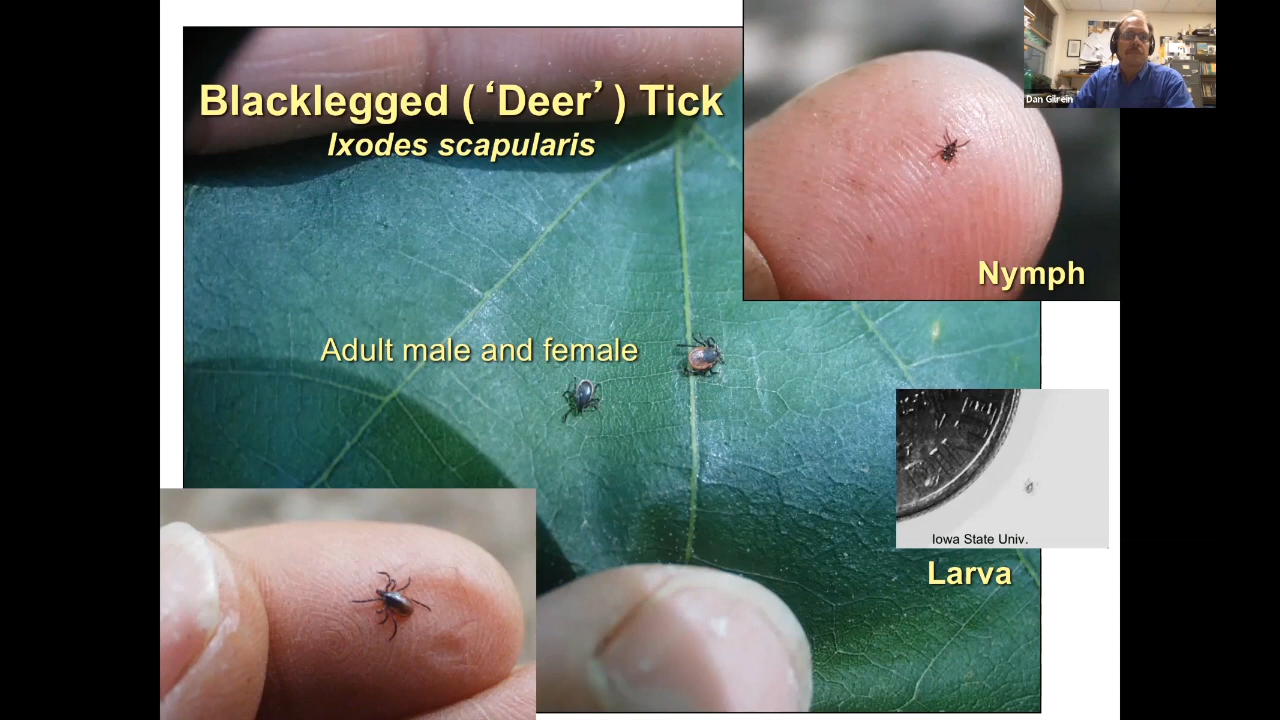 Blacklegged (‘Deer’) Tick
Ixodes scapularis
Dan Gilrein
Nymph
Adult male and female
Iowa State Univ.
Larva